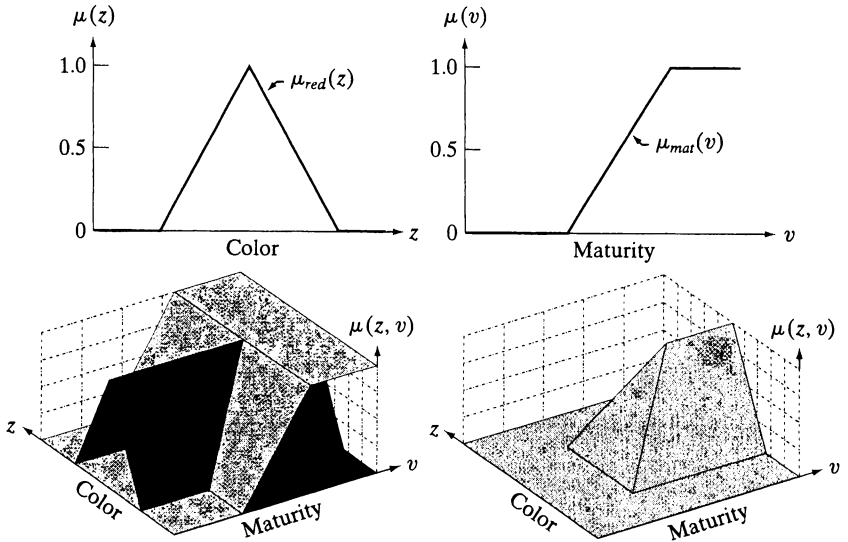 μ(z)
1.0
0.5
0
μ_red(z)
z
Color
μ(v)
1.0
0.5
0
μ_mat(v)
v
Maturity
μ(z, v)
z
v
Color
Maturity
μ(z, v)
z
v
Color
Maturity